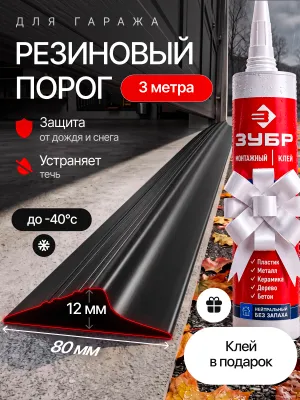 ДЛЯ ГАРАЖА
РЕЗИНОВЫЙ
ПОРОГ
3 метра
Защита
от дождя и снега
Устраняет
течь
до -40°С
12 мм
80 мм
ЗУБР
МОНТАЖНЫЙ КЛЕЙ
• Пластик
• Металл
• Керамика
• Дерево
• Бетон
НЕЙТРАЛЬНЫЙ
БЕЗ ЗАПАХА
Клей
в подарок